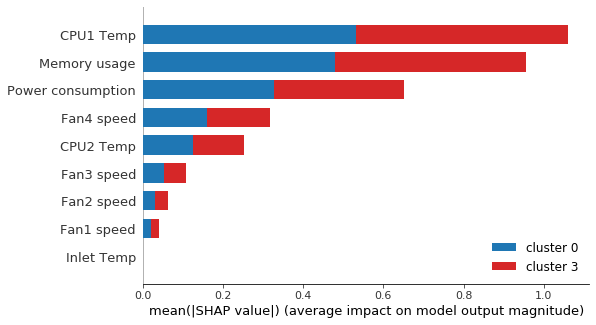 CPU1 Temp
Memory usage
Power consumption
Fan4 speed
CPU2 Temp
Fan3 speed
Fan2 speed
Fan1 speed
Inlet Temp
cluster 0
cluster 3
0.0 0.2 0.4 0.6 0.8 1.0
mean(|SHAP value|) (average impact on model output magnitude)